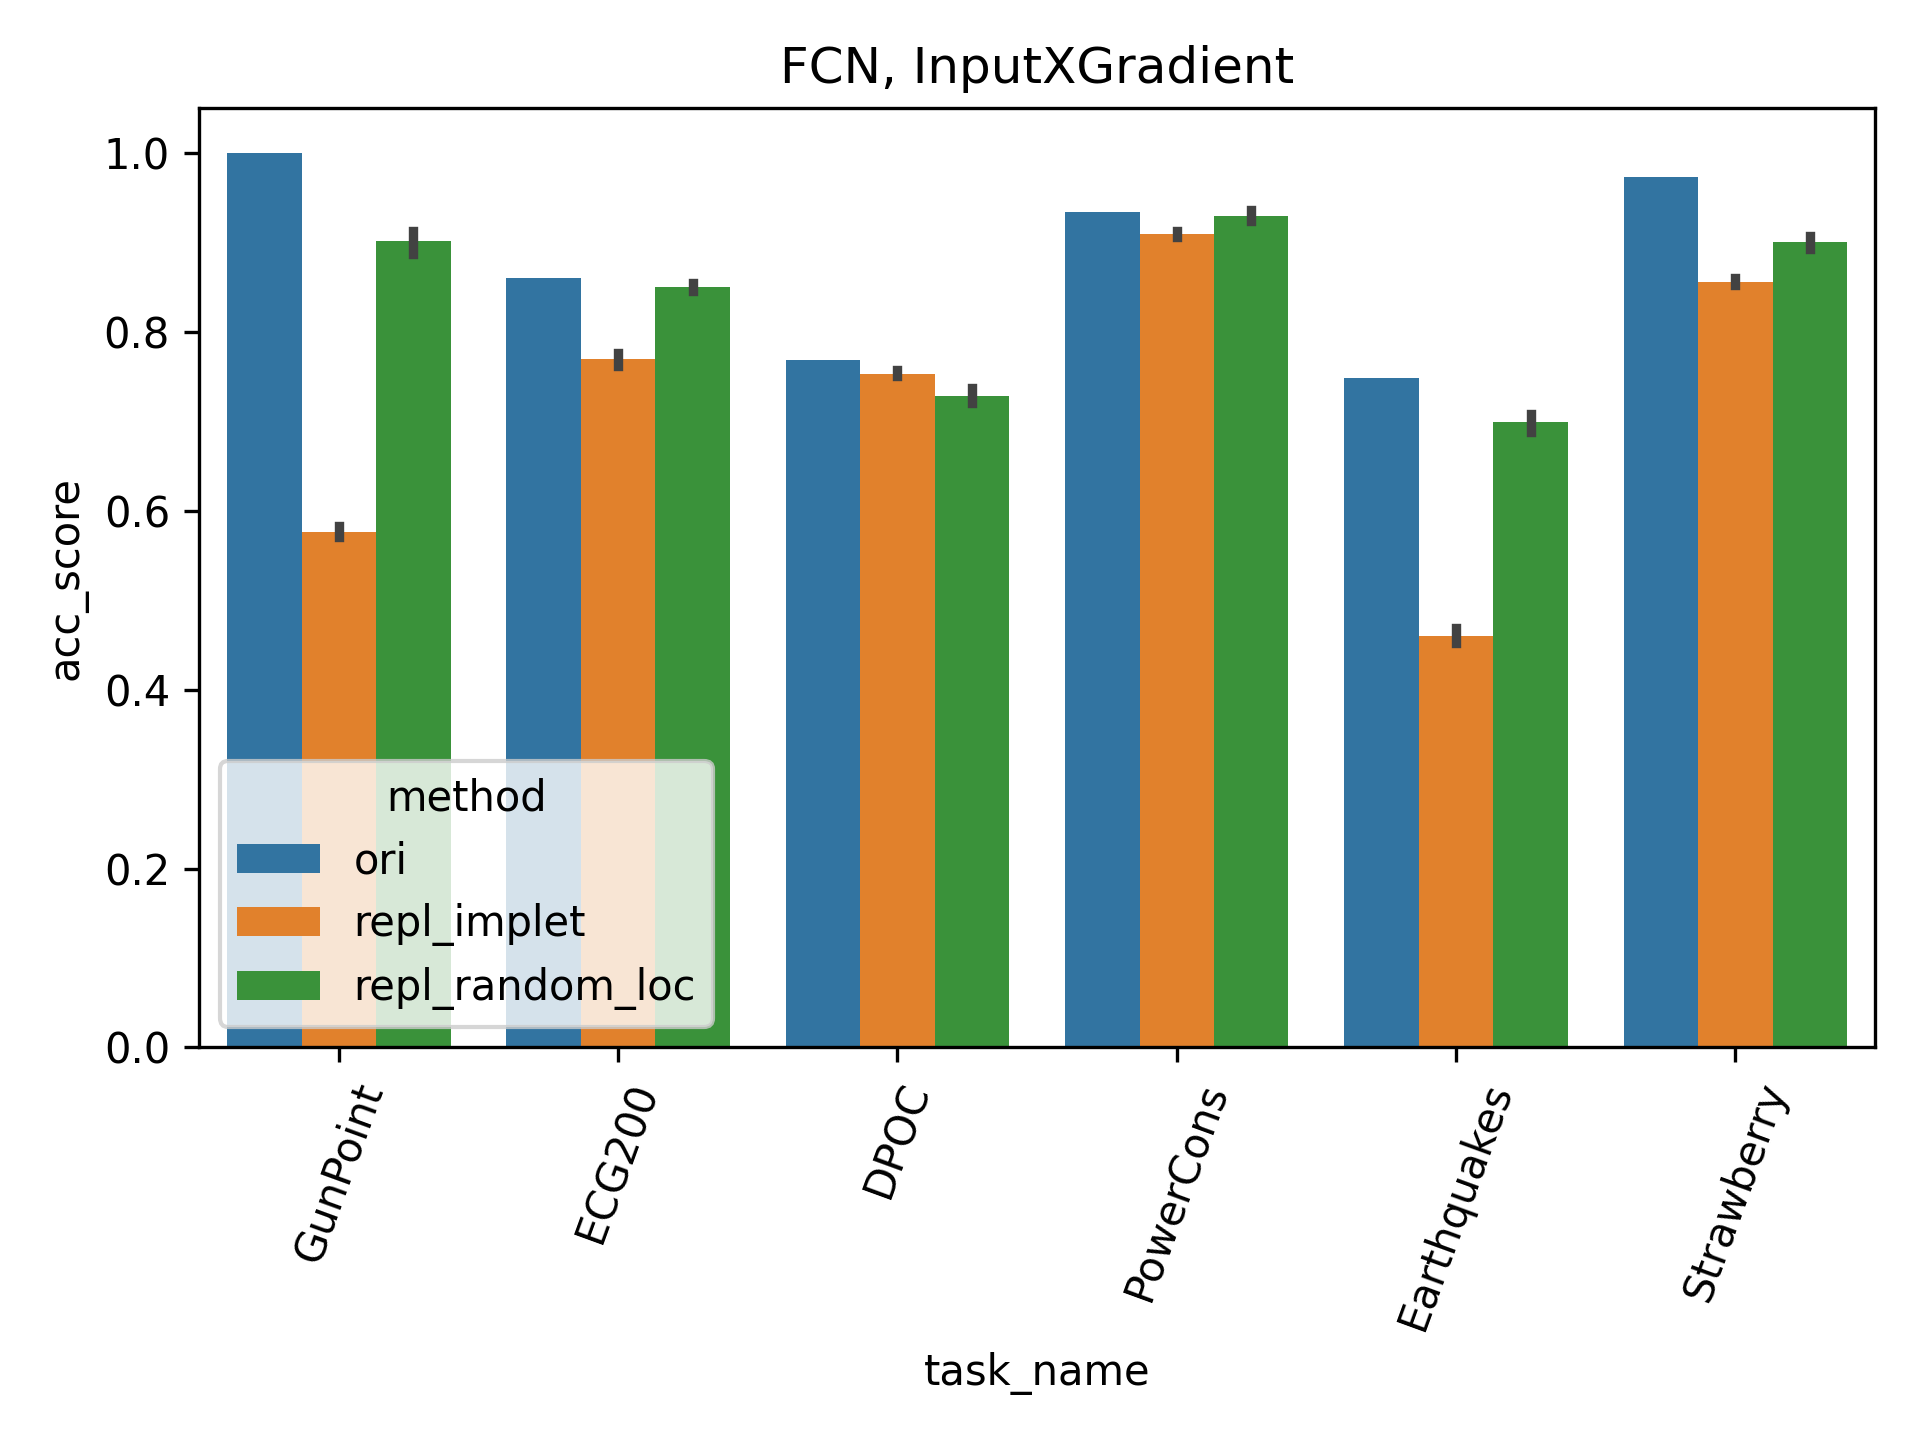 FCN, InputXGradient
acc_score
1.0
0.8
0.6
0.4
0.2
0.0
method
ori
repl_implet
repl_random_loc
GunPoint
ECG200
DPOC
PowerCons
Earthquakes
Strawberry
task_name